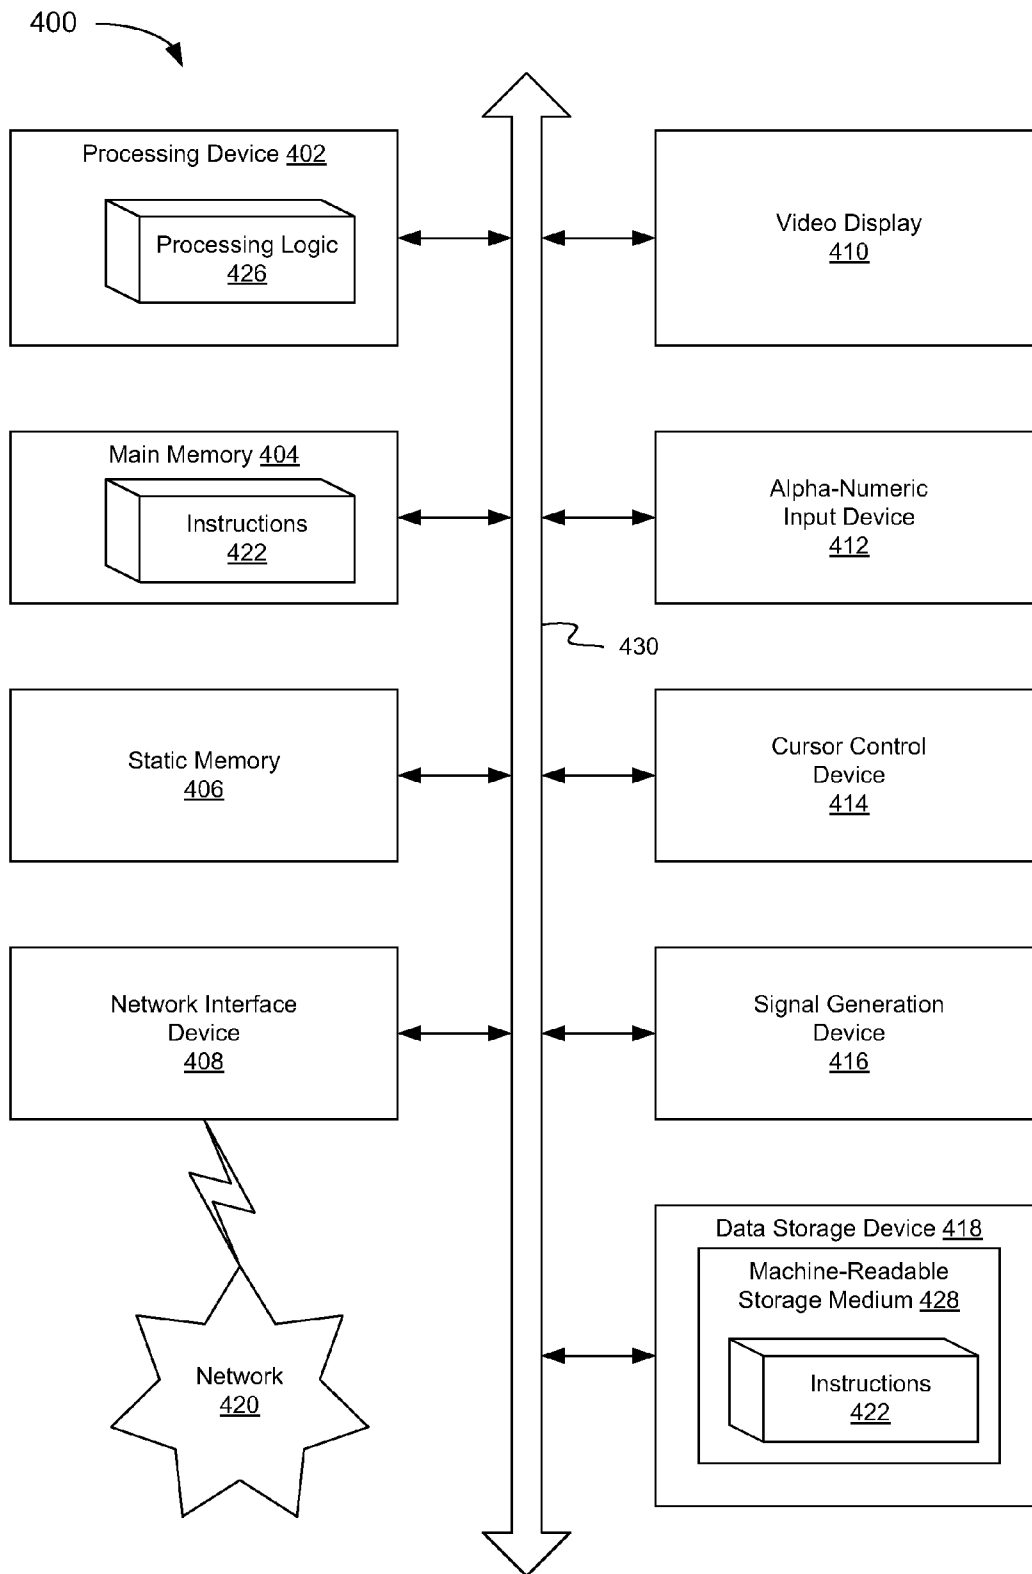 400
Processing Device 402
Processing Logic
426
Video Display
410
Main Memory 404
Instructions
422
Alpha-Numeric
Input Device
412
430
Static Memory
406
Cursor Control
Device
414
Network Interface
Device
408
Signal Generation
Device
416
Data Storage Device 418
Machine-Readable
Storage Medium 428
Instructions
422
Network
420